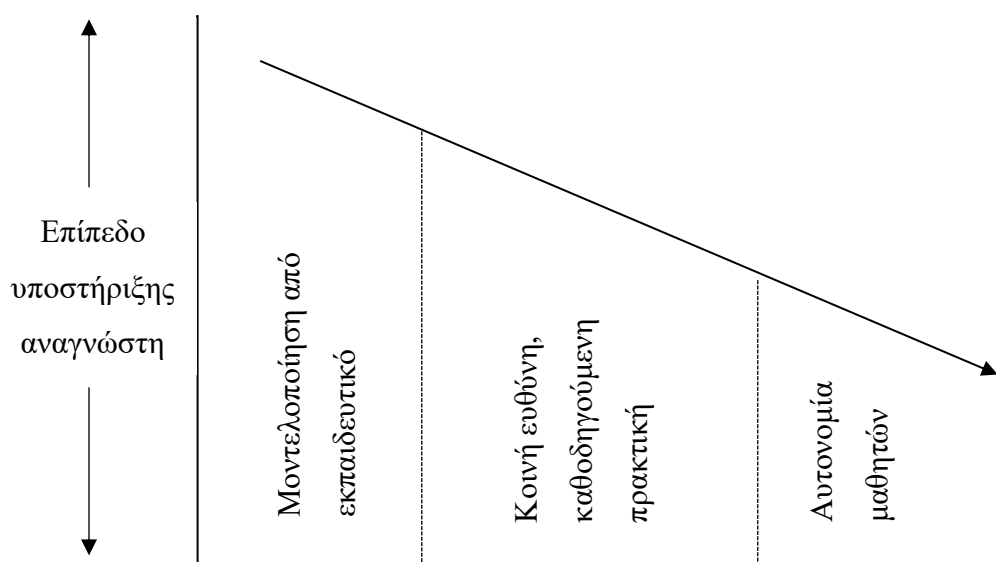 Επίπεδο
υποστήριξης
αναγνώστη
Μοντελοποίηση από
εκπαιδευτικό
Κοινή ευθύνη,
καθοδηγούμενη
πρακτική
Αυτονομία
μαθητών